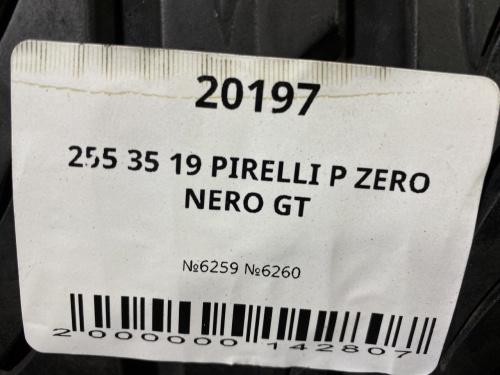 20197
255 35 19 PIRELLI P ZERO
NERO GT
№6259 №6260
2 000000 142807